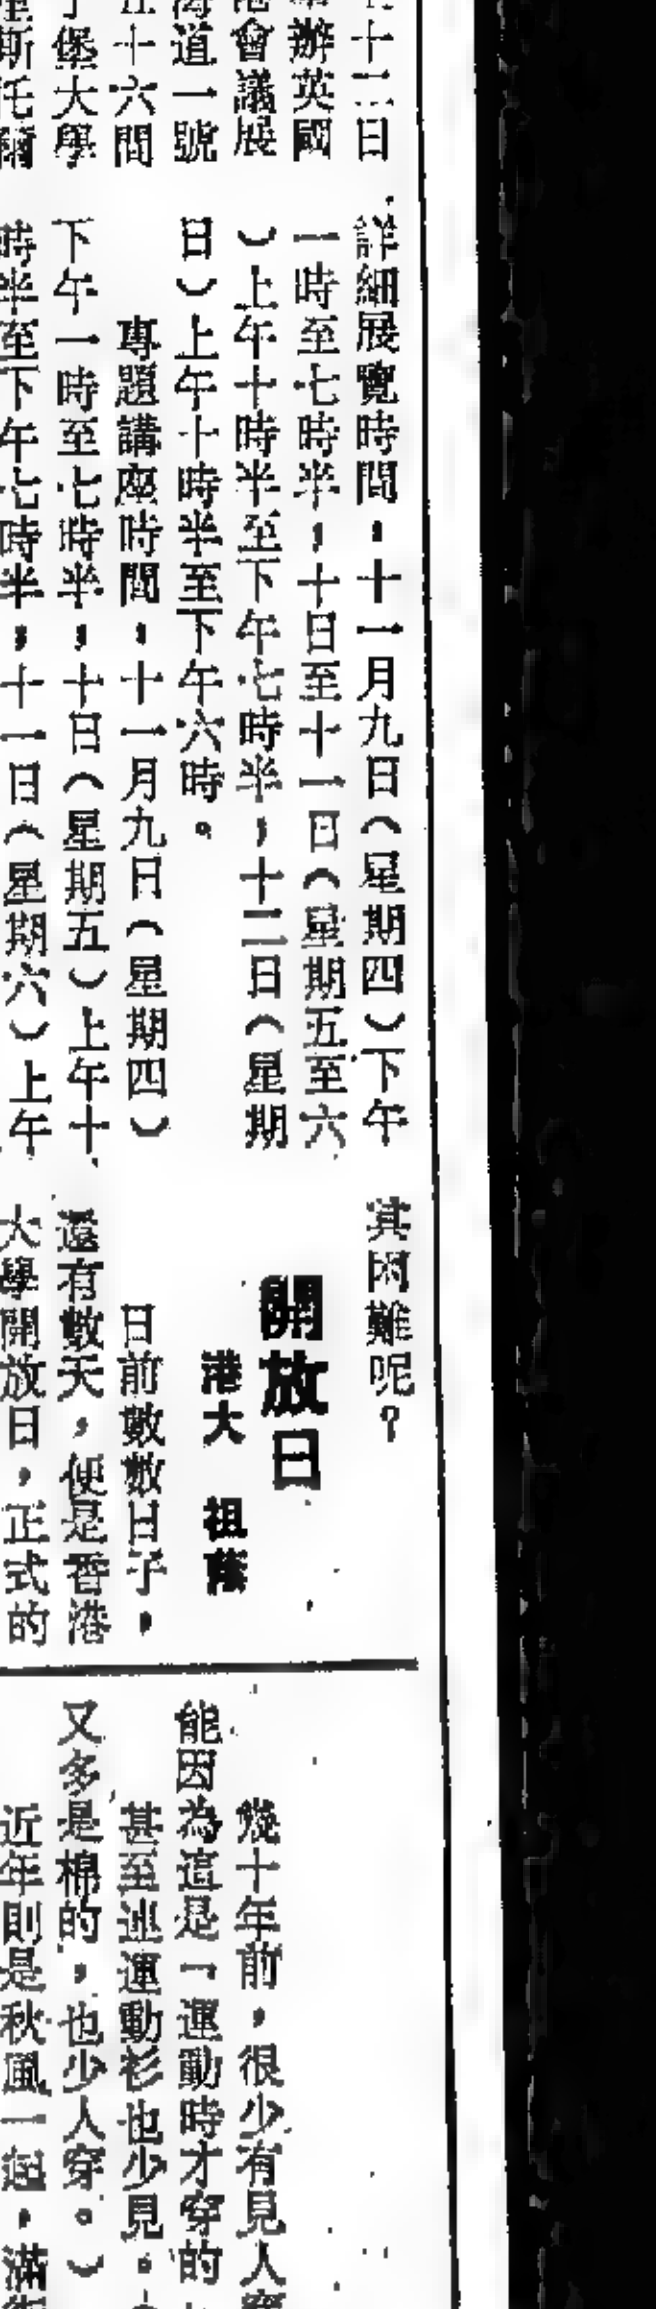 十二日
辦英國
會議展
道一號
十六間
堡大學
斯托爾
詳細展覽時間：十一月九日（星期四）下午
一時至七時半；十日至十一日（星期五至六
）上午十時半至下午七時半；十二日（星期
日）上午十時半至下午六時。
專題講座時間：十一月九日（星期四）
下午一時至七時半；十日（星期五）上午十
時半至下午七時半；十一日（星期六）上午
其困難呢？
開放日
港大　祖蔭
日前數數日子，
還有數天，便是香港
大學開放日，正式的
幾十年前，很少有見人穿
能因為這是「運動時才穿的
甚至連運動衫也少見。
又多是棉的，也少人穿。）
近年則是秋風一起，滿街